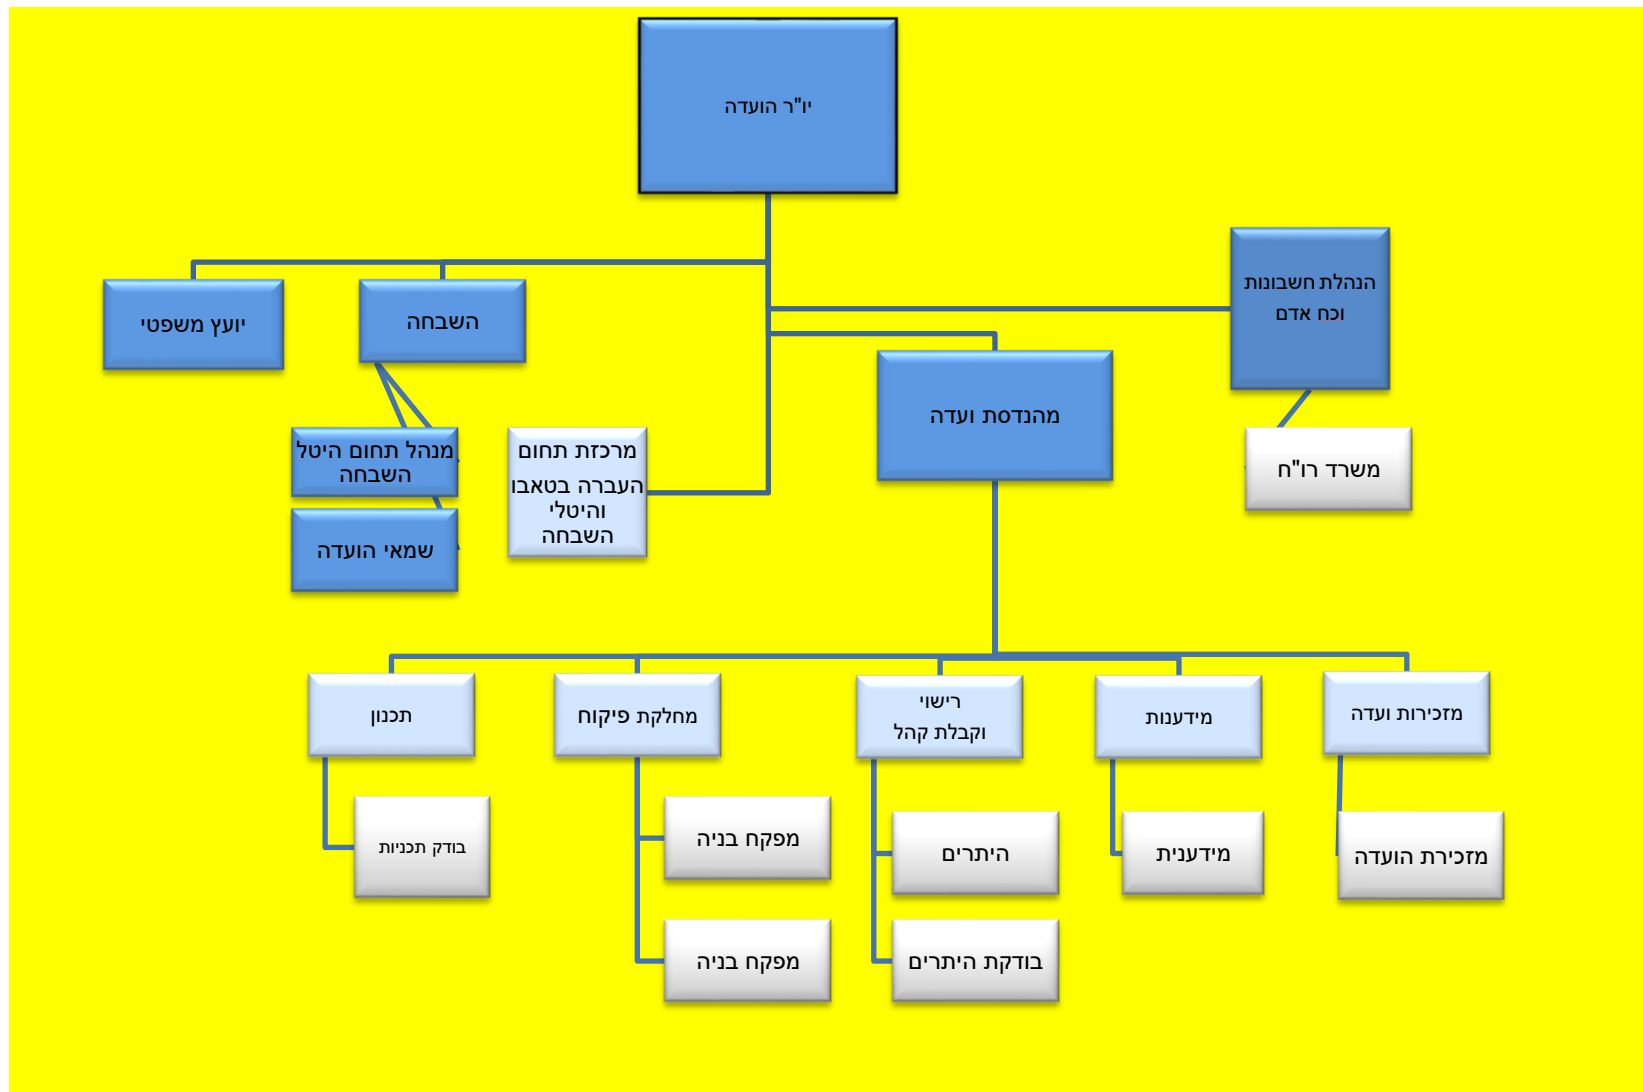 יו"ר הועדה
הנהלת חשבונות
וכח אדם
השבחה
יועץ משפטי
מהנדסת ועדה
משרד רו"ח
מרכזת תחום
העברה בטאבו
והיטלי
השבחה
מנהל תחום היטל
השבחה
שמאי הועדה
מזכירות ועדה
מידענות
רישוי
וקבלת קהל
מחלקת פיקוח
תכנון
מזכירת הועדה
מידענית
היתרים
מפקח בניה
בודק תכניות
בודקת היתרים
מפקח בניה